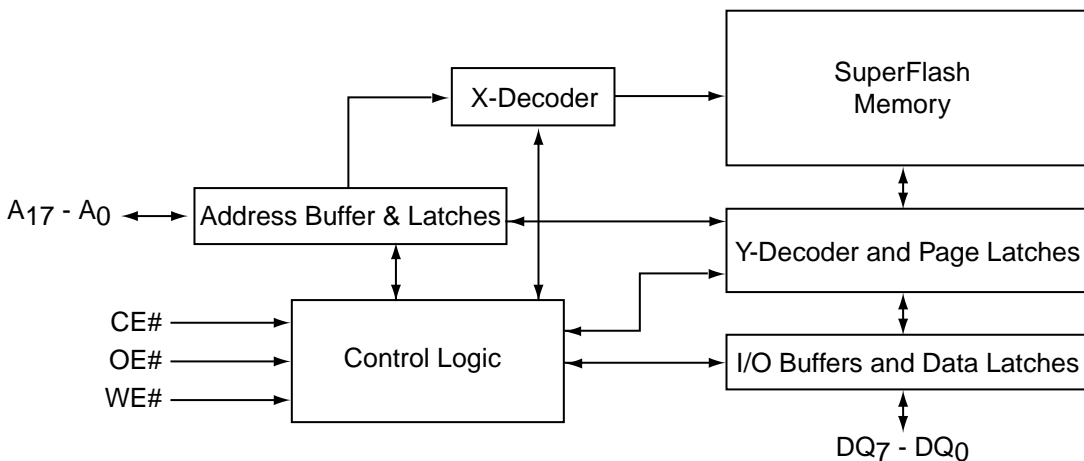 SuperFlash
Memory
X-Decoder
A17 - A0
Address Buffer & Latches
Y-Decoder and Page Latches
CE#
OE#
WE#
Control Logic
I/O Buffers and Data Latches
DQ7 - DQ0